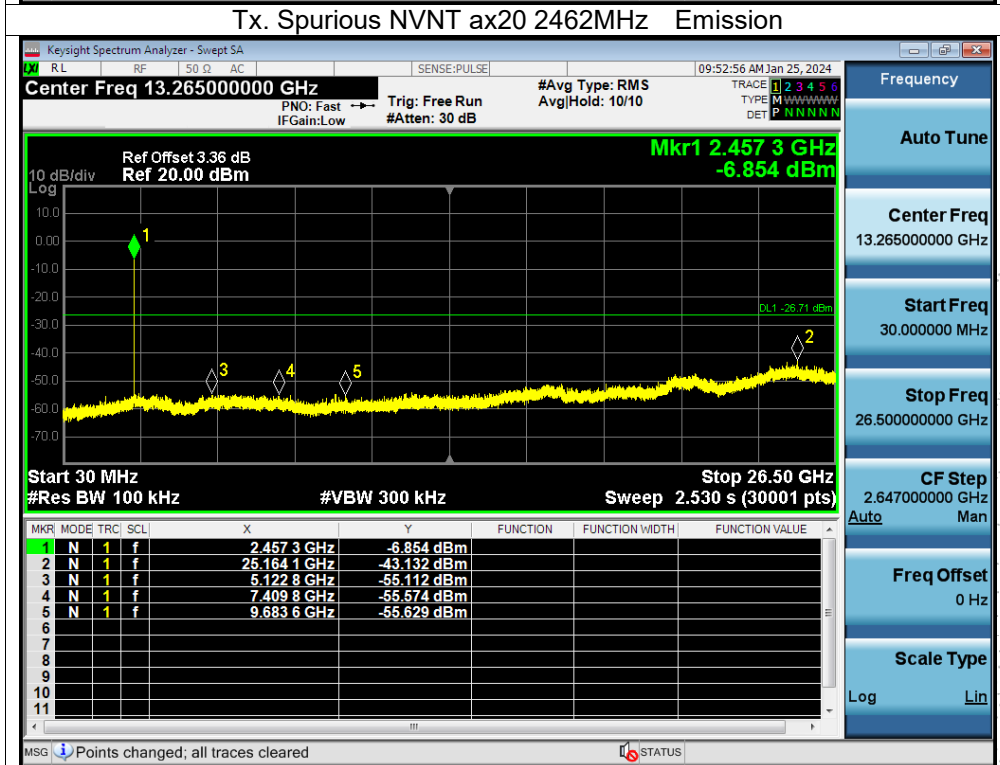 Tx. Spurious NVNT ax20 2462MHz Emission
Keysight Spectrum Analyzer - Swept SA
LXI RL RF 50 Ω AC SENSE:PULSE 09:52:56 AM Jan 25, 2024
Center Freq 13.265000000 GHz
PNO: Fast
IFGain:Low
Trig: Free Run
#Atten: 30 dB
#Avg Type: RMS
Avg|Hold: 10/10
TRACE 1 2 3 4 5 6
TYPE M WWWWW
DET P N N N N N
Ref Offset 3.36 dB
10 dB/div Ref 20.00 dBm
Log
Mkr1 2.457 3 GHz
-6.854 dBm
10.0
0.00
-10.0
-20.0
-30.0
-40.0
-50.0
-60.0
-70.0
1
DL1 -26.71 dBm
2
3
4
5
Start 30 MHz Stop 26.50 GHz
#Res BW 100 kHz #VBW 300 kHz Sweep 2.530 s (30001 pts)
MKR MODE TRC SCL X Y FUNCTION FUNCTION WIDTH FUNCTION VALUE
1 N 1 f 2.457 3 GHz -6.854 dBm
2 N 1 f 25.164 1 GHz -43.132 dBm
3 N 1 f 5.122 8 GHz -55.112 dBm
4 N 1 f 7.409 8 GHz -55.574 dBm
5 N 1 f 9.683 6 GHz -55.629 dBm
6
7
8
9
10
11
MSG Points changed; all traces cleared STATUS
Frequency
Auto Tune
Center Freq
13.265000000 GHz
Start Freq
30.000000 MHz
Stop Freq
26.500000000 GHz
CF Step
2.647000000 GHz
Auto Man
Freq Offset
0 Hz
Scale Type
Log Lin